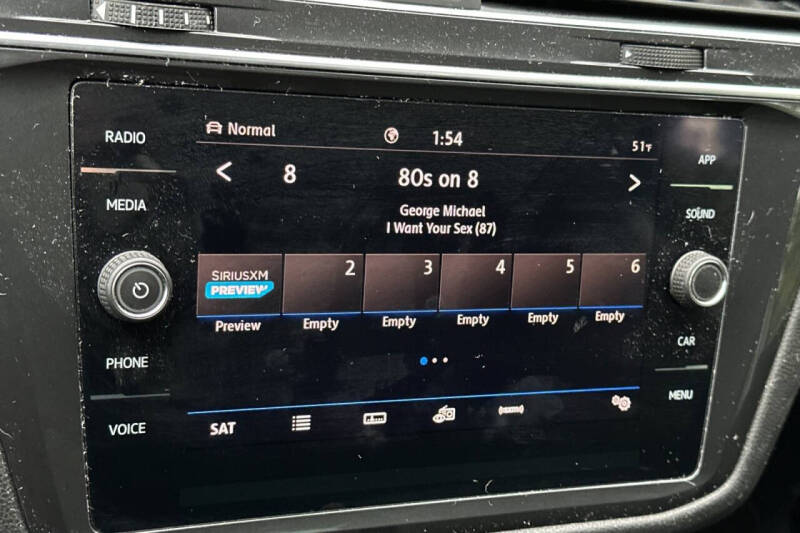 RADIO
MEDIA
PHONE
VOICE
Normal
1:54
51°F
8
80s on 8
George Michael
I Want Your Sex (87)
SIRIUSXM
PREVIEW
2
3
4
5
6
Preview
Empty
Empty
Empty
Empty
Empty
SAT
APP
SOUND
CAR
MENU